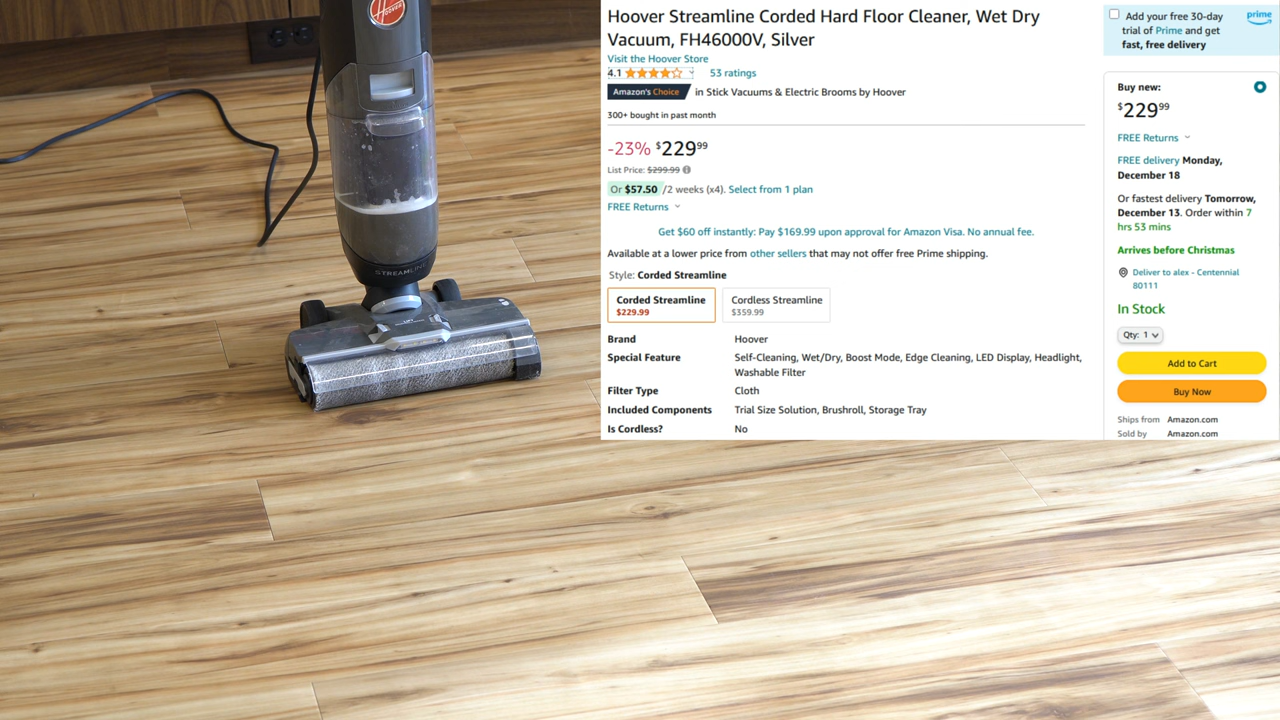 Hoover
STREAMLINE
Hoover Streamline Corded Hard Floor Cleaner, Wet Dry
Vacuum, FH46000V, Silver
Visit the Hoover Store
4.1 53 ratings
Amazon's Choice in Stick Vacuums & Electric Brooms by Hoover
300+ bought in past month
-23% $229 99
List Price: $299.99
Or $57.50 /2 weeks (x4). Select from 1 plan
FREE Returns
Get $60 off instantly: Pay $169.99 upon approval for Amazon Visa. No annual fee.
Available at a lower price from other sellers that may not offer free Prime shipping.
Style: Corded Streamline
Corded Streamline
$229.99
Cordless Streamline
$359.99
Brand Hoover
Special Feature Self-Cleaning, Wet/Dry, Boost Mode, Edge Cleaning, LED Display, Headlight,
Washable Filter
Filter Type Cloth
Included Components Trial Size Solution, Brushroll, Storage Tray
Is Cordless? No
Add your free 30-day
trial of Prime and get
fast, free delivery
prime
Buy new:
$229 99
FREE Returns
FREE delivery Monday,
December 18
Or fastest delivery Tomorrow,
December 13. Order within 7
hrs 53 mins
Arrives before Christmas
Deliver to alex - Centennial
80111
In Stock
Qty: 1
Add to Cart
Buy Now
Ships from Amazon.com
Sold by Amazon.com